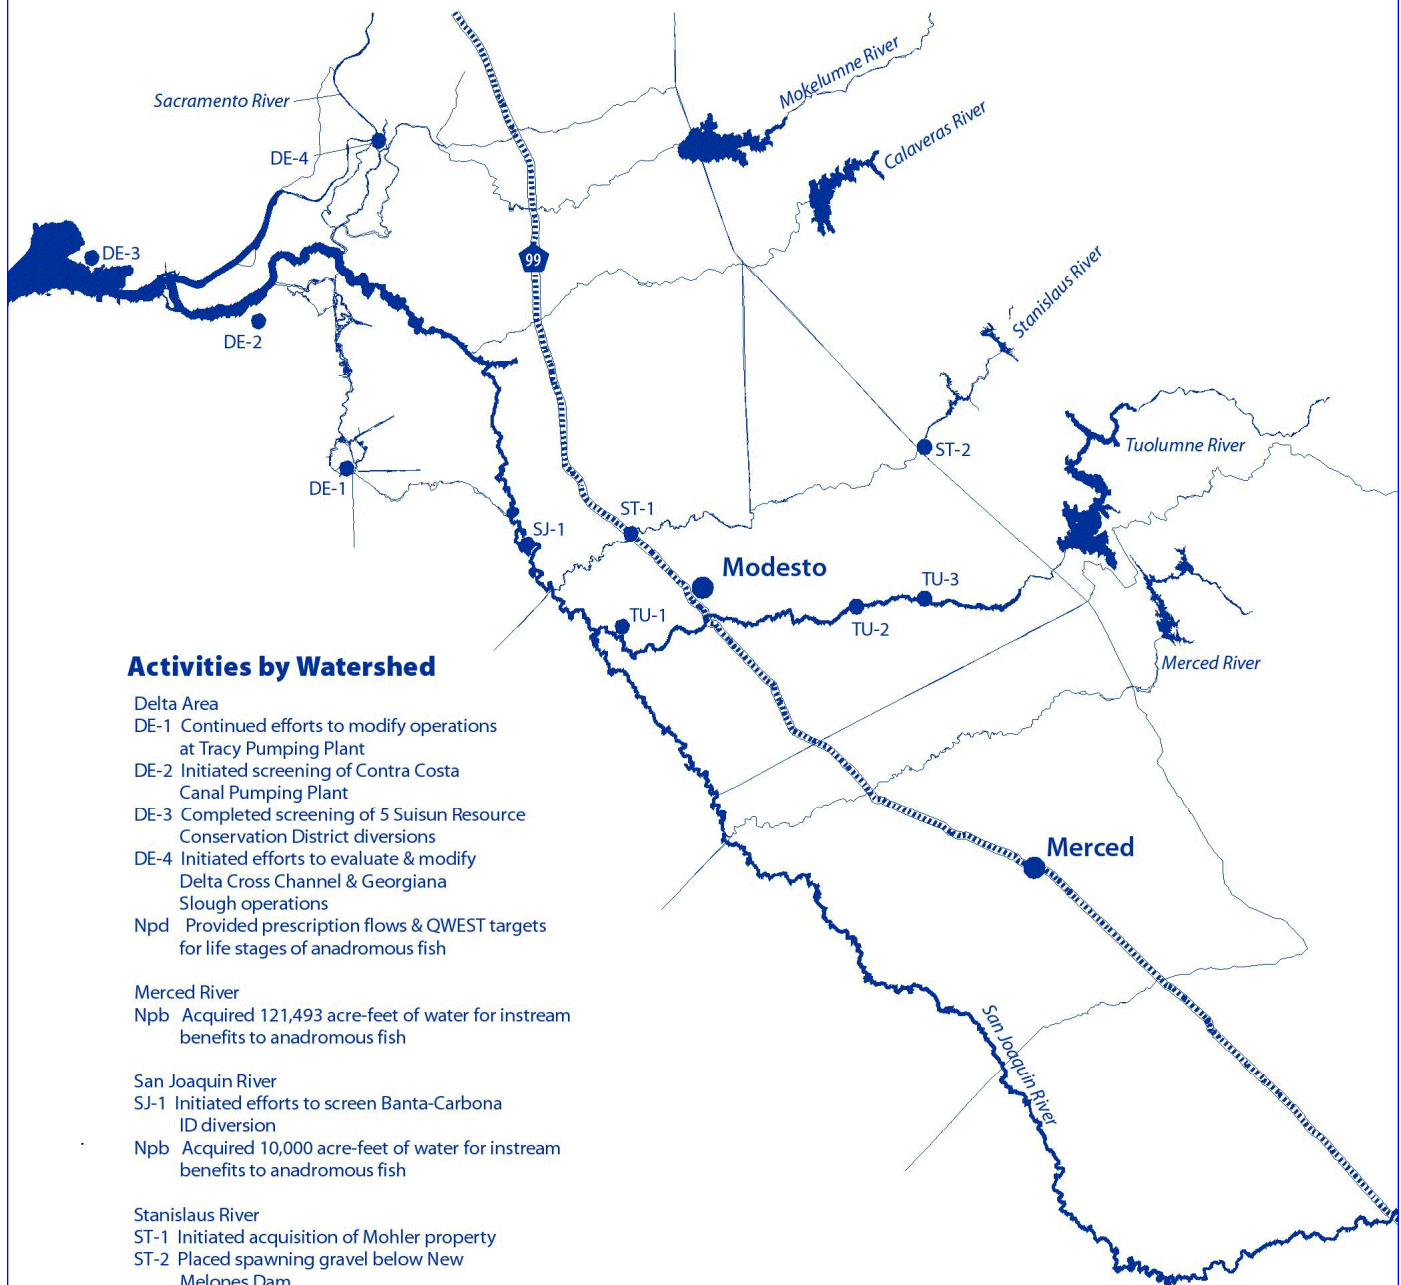 Sacramento River
Mokelumne River
Calaveras River
DE-4
DE-3
99
Stanislaus River
DE-2
Tuolumne River
ST-2
DE-1
ST-1
SJ-1
Modesto
TU-3
TU-1
TU-2
Merced River
Merced
San Joaquin River
Activities by Watershed
Delta Area
DE-1 Continued efforts to modify operations
at Tracy Pumping Plant
DE-2 Initiated screening of Contra Costa
Canal Pumping Plant
DE-3 Completed screening of 5 Suisun Resource
Conservation District diversions
DE-4 Initiated efforts to evaluate & modify
Delta Cross Channel & Georgiana
Slough operations
Npd Provided prescription flows & QWEST targets
for life stages of anadromous fish
Merced River
Npb Acquired 121,493 acre-feet of water for instream
benefits to anadromous fish
San Joaquin River
SJ-1 Initiated efforts to screen Banta-Carbona
ID diversion
Npb Acquired 10,000 acre-feet of water for instream
benefits to anadromous fish
Stanislaus River
ST-1 Initiated acquisition of Mohler property
ST-2 Placed spawning gravel below New
Melones Dam